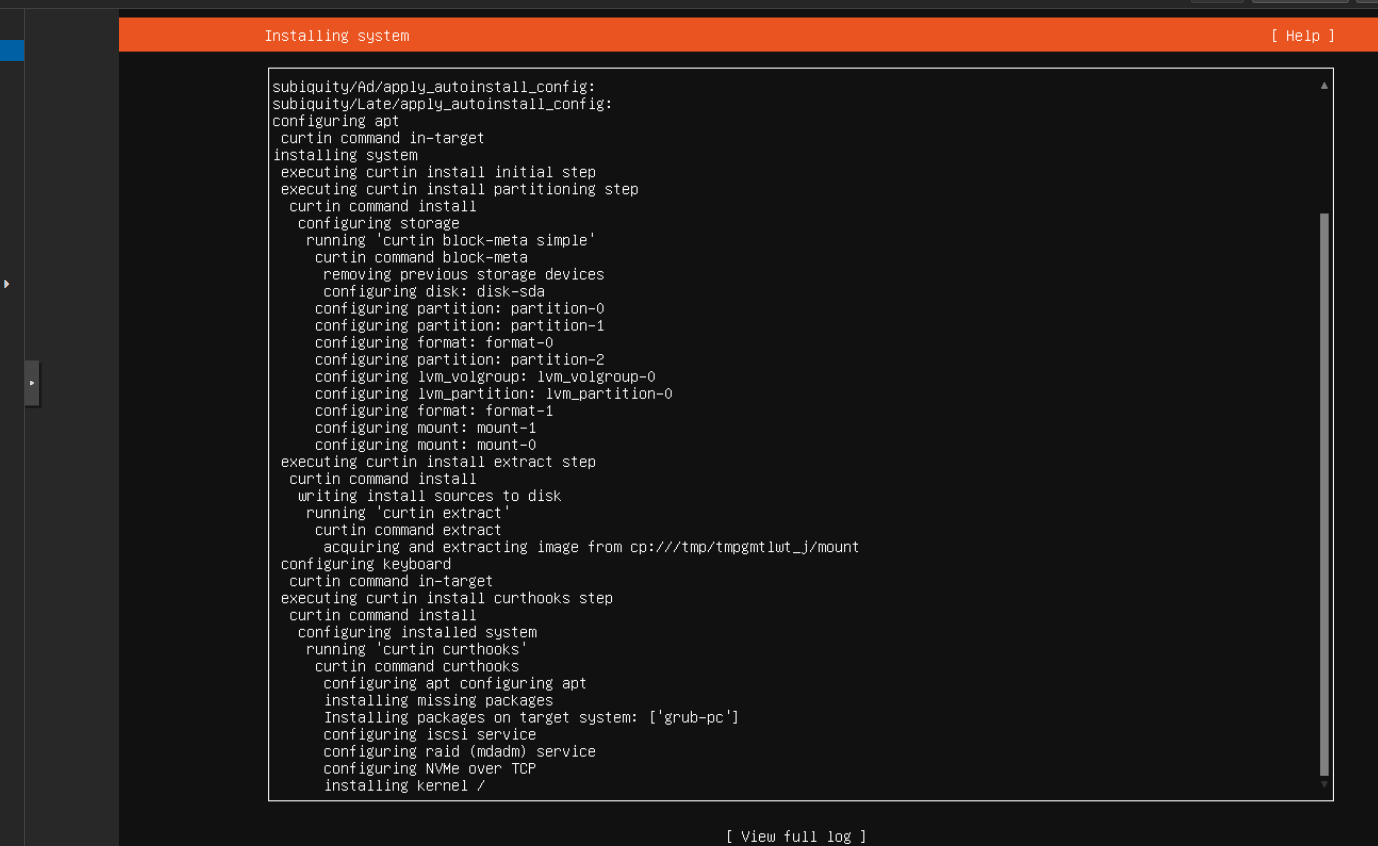 Installing system
[ Help ]
subiquity/Ad/apply_autoinstall_config:
subiquity/Late/apply_autoinstall_config:
configuring apt
curtin command in-target
installing system
executing curtin install initial step
executing curtin install partitioning step
curtin command install
configuring storage
running 'curtin block-meta simple'
curtin command block-meta
removing previous storage devices
configuring disk: disk-sda
configuring partition: partition-0
configuring partition: partition-1
configuring format: format-0
configuring partition: partition-2
configuring lvm_volgroup: lvm_volgroup-0
configuring lvm_partition: lvm_partition-0
configuring format: format-1
configuring mount: mount-1
configuring mount: mount-0
executing curtin install extract step
curtin command install
writing install sources to disk
running 'curtin extract'
curtin command extract
acquiring and extracting image from cp:///tmp/tmpgmtlwt_j/mount
configuring keyboard
curtin command in-target
executing curtin install curthooks step
curtin command install
configuring installed system
running 'curtin curthooks'
curtin command curthooks
configuring apt configuring apt
installing missing packages
Installing packages on target system: ['grub-pc']
configuring iscsi service
configuring raid (mdadm) service
configuring NVMe over TCP
installing kernel /
[ View full log ]